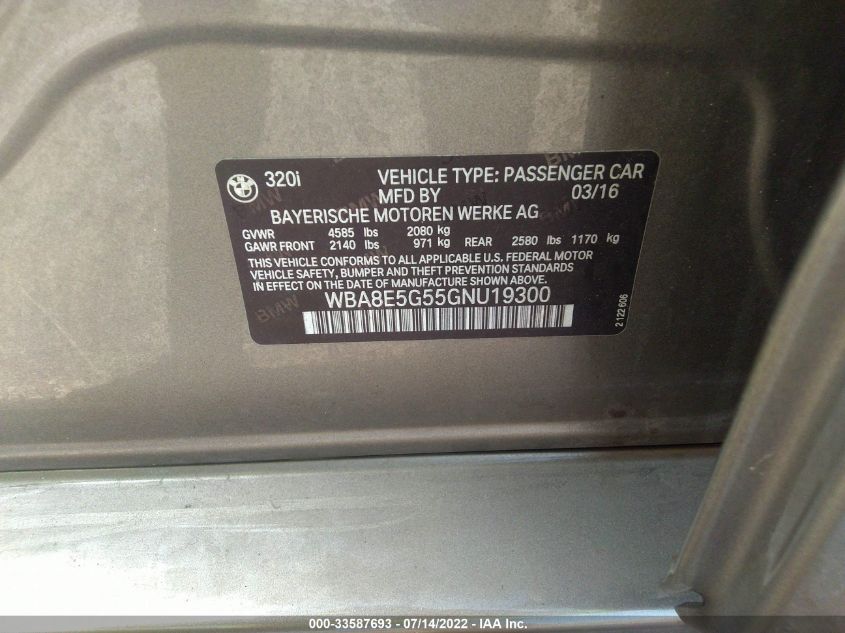 320i VEHICLE TYPE: PASSENGER CAR
MFD BY 03/16
BAYERISCHE MOTOREN WERKE AG
GVWR 4585 lbs 2080 kg
GAWR FRONT 2140 lbs 971 kg REAR 2580 lbs 1170 kg
THIS VEHICLE CONFORMS TO ALL APPLICABLE U.S. FEDERAL MOTOR
VEHICLE SAFETY, BUMPER AND THEFT PREVENTION STANDARDS
IN EFFECT ON THE DATE OF MANUFACTURE SHOWN ABOVE.
WBA8E5G55GNU19300
2 122 606
000-33587693 - 07/14/2022 - IAA Inc.